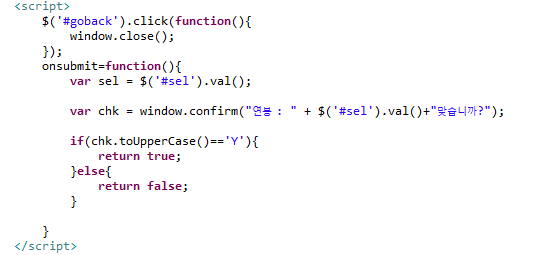 <script>
$('#goback').click(function(){
window.close();
});
onsubmit=function(){
var sel = $('#sel').val();
var chk = window.confirm("연봉 : " + $('#sel').val()+"맞습니까?");
if(chk.toUpperCase()=='Y'){
return true;
}else{
return false;
}
}
</script>